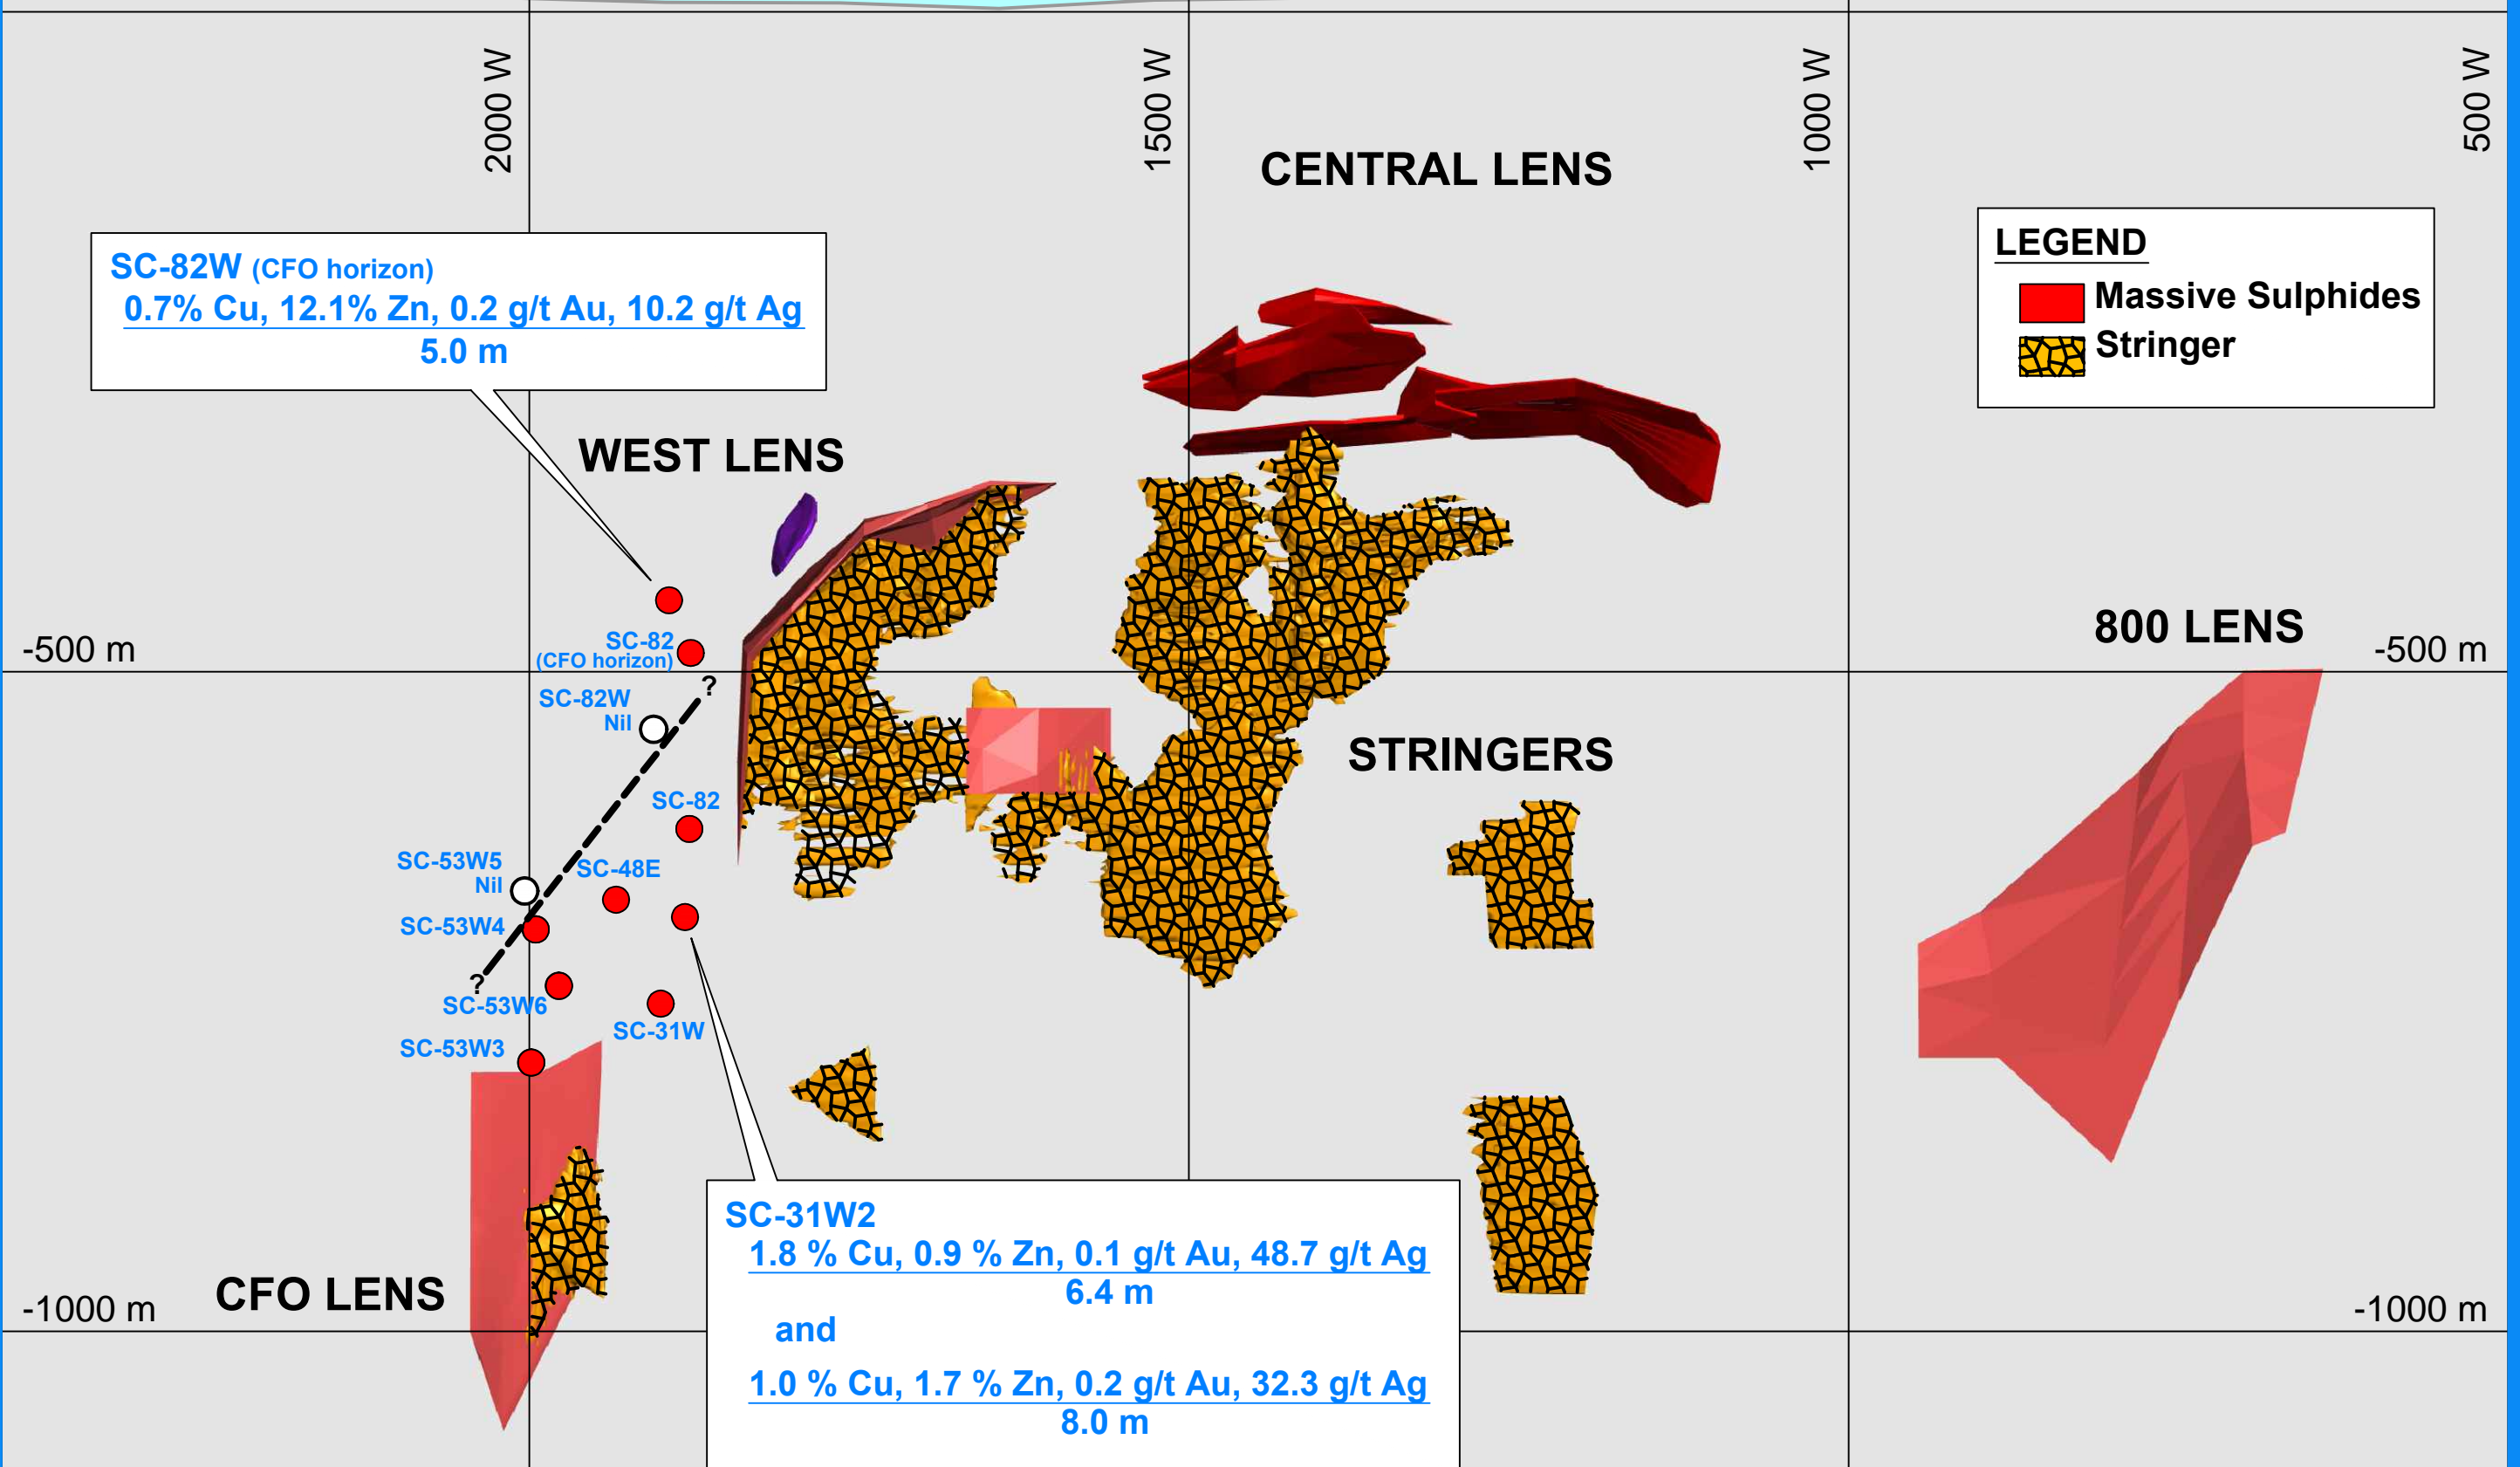 2000 W
1500 W
1000 W
500 W
CENTRAL LENS
LEGEND
Massive Sulphides
Stringer
SC-82W (CFO horizon)
0.7% Cu, 12.1% Zn, 0.2 g/t Au, 10.2 g/t Ag
5.0 m
WEST LENS
800 LENS
-500 m
-500 m
SC-82
(CFO horizon)
?
SC-82W
Nil
STRINGERS
SC-82
SC-53W5
Nil
SC-48E
SC-53W4
?
SC-53W6
SC-31W
SC-53W3
SC-31W2
1.8 % Cu, 0.9 % Zn, 0.1 g/t Au, 48.7 g/t Ag
6.4 m
and
1.0 % Cu, 1.7 % Zn, 0.2 g/t Au, 32.3 g/t Ag
8.0 m
CFO LENS
-1000 m
-1000 m